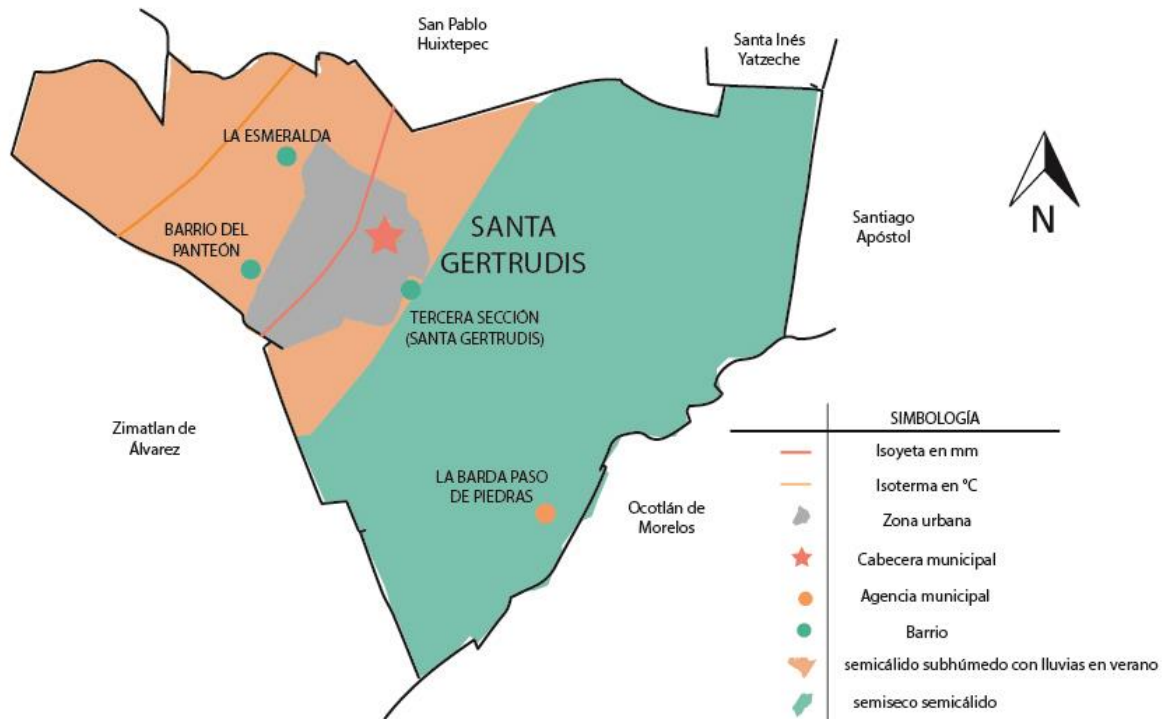 San Pablo
Huixtepec
Santa Inés
Yatzeche
LA ESMERALDA
BARRIO DEL
PANTEÓN
SANTA
GERTRUDIS
Santiago
Apóstol
N
TERCERA SECCIÓN
(SANTA GERTRUDIS)
Zimatlan de
Álvarez
LA BARDA PASO
DE PIEDRAS
Ocotlán de
Morelos
SIMBOLOGÍA
Isoyeta en mm
Isoterma en °C
Zona urbana
Cabecera municipal
Agencia municipal
Barrio
semicálido subhúmedo con lluvias en verano
semiseco semicálido